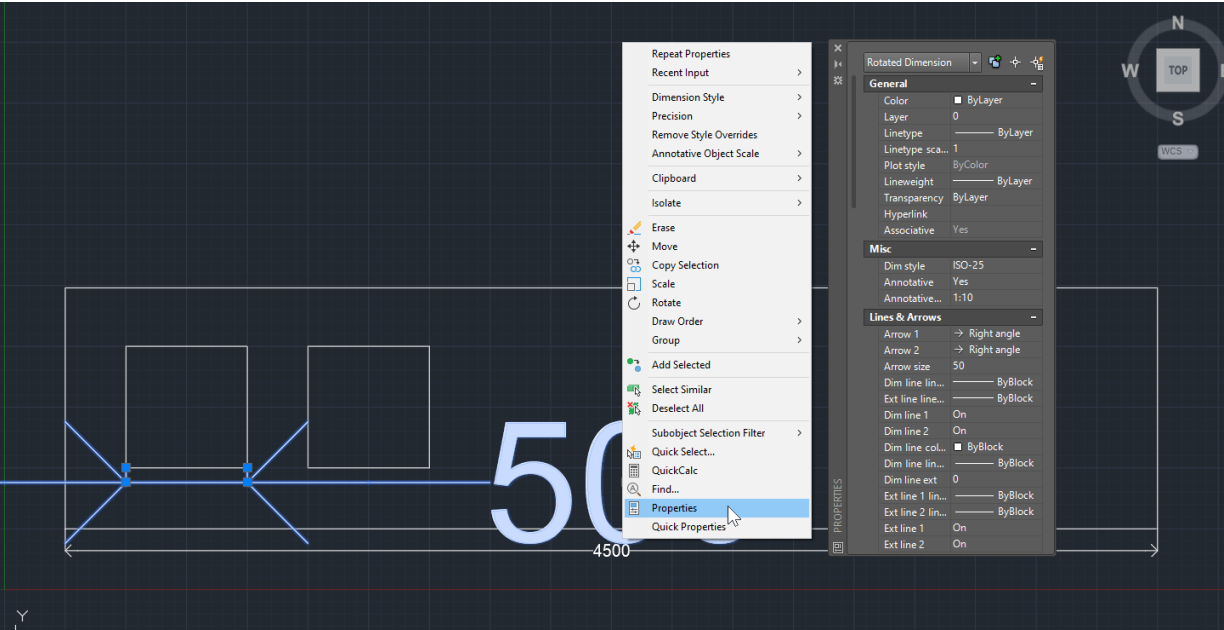 Repeat Properties
Recent Input
Dimension Style
Precision
Remove Style Overrides
Annotative Object Scale
Clipboard
Isolate
Erase
Move
Copy Selection
Scale
Rotate
Draw Order
Group
Add Selected
Select Similar
Deselect All
Subobject Selection Filter
Quick Select...
QuickCalc
Find...
Properties
Quick Properties
4500
Y
Rotated Dimension
General
Color ByLayer
Layer 0
Linetype ByLayer
Linetype sca... 1
Plot style ByColor
Lineweight ByLayer
Transparency ByLayer
Hyperlink
Associative Yes
Misc
Dim style ISO-25
Annotative Yes
Annotative... 1:10
Lines & Arrows
Arrow 1 Right angle
Arrow 2 Right angle
Arrow size 50
Dim line lin... ByBlock
Ext line line... ByBlock
Dim line 1 On
Dim line 2 On
Dim line col... ByBlock
Dim line lin... ByBlock
Dim line ext 0
Ext line 1 lin... ByBlock
Ext line 2 lin... ByBlock
Ext line 1 On
Ext line 2 On
PROPERTIES
N
W TOP
S
WCS